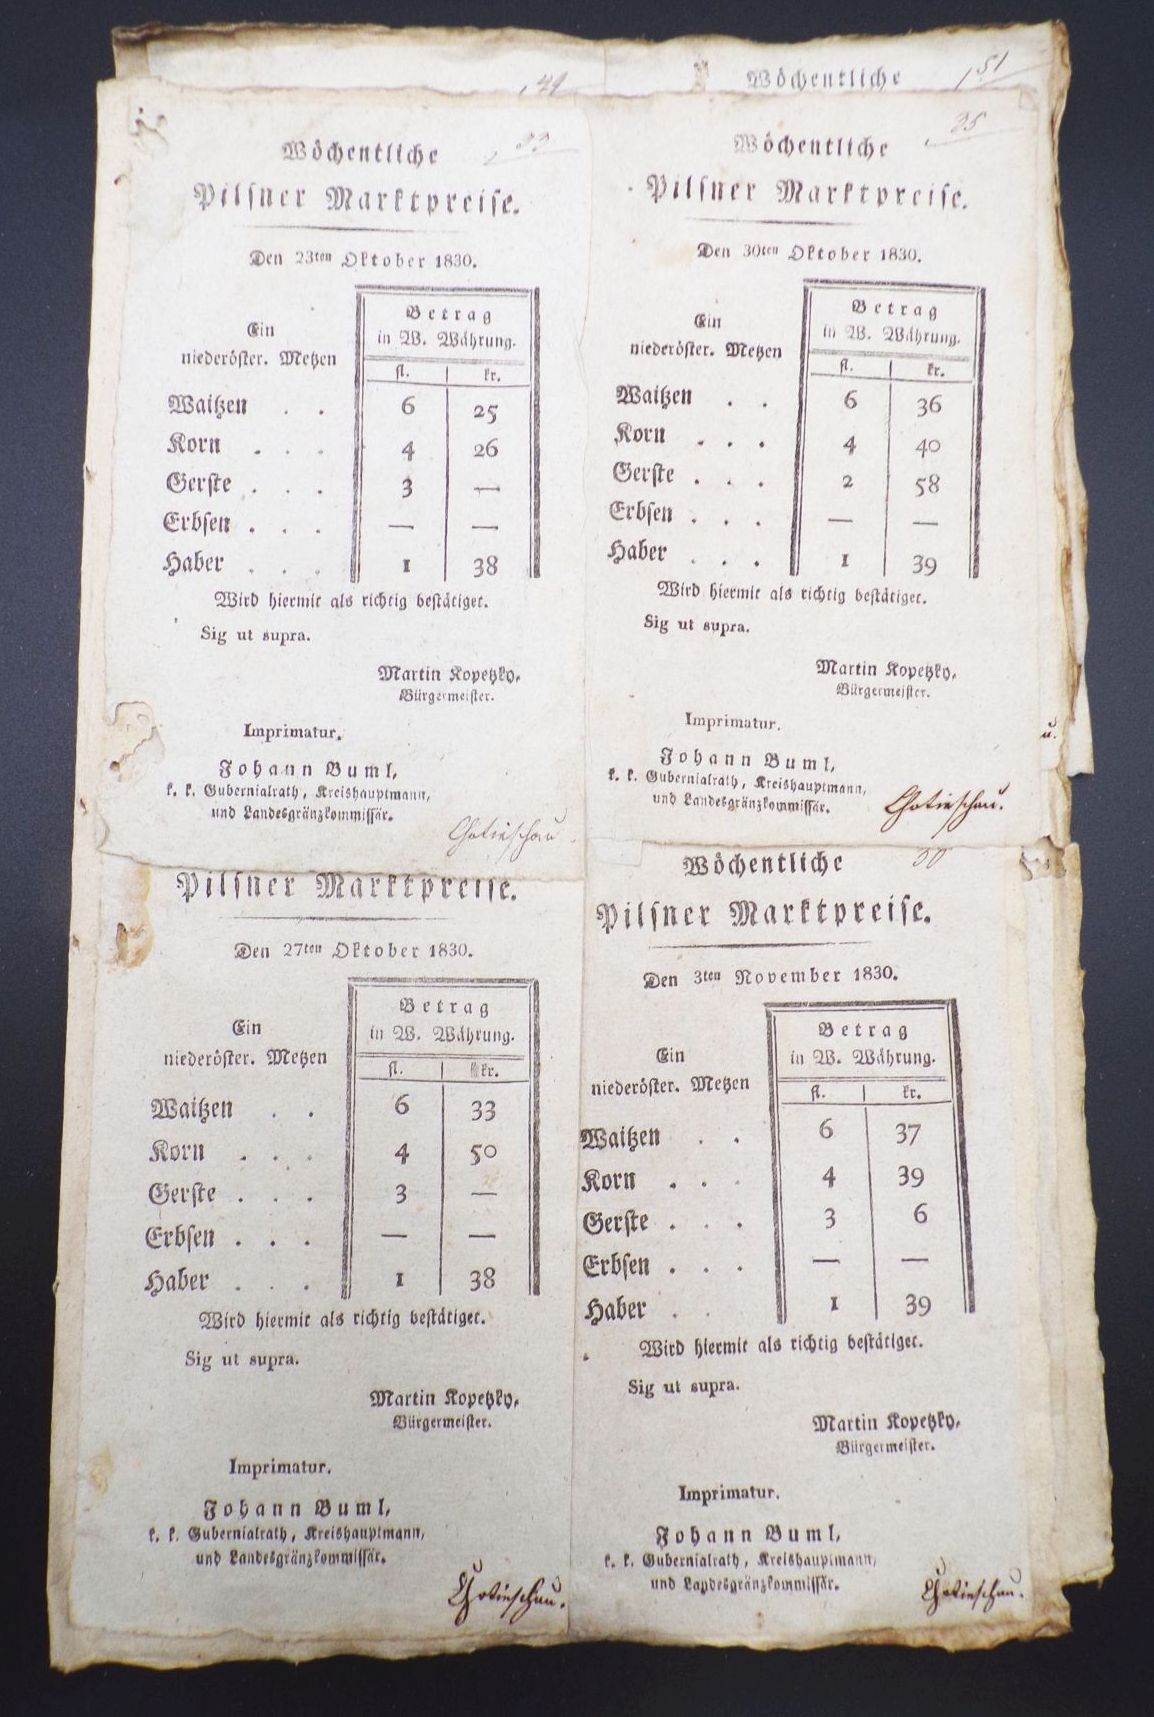 49
Wöchentliche 51
Wöchentliche 33
Pilsner Marktpreise.
Den 23ten Oktober 1830.
Ein
niederöster. Metzen
Betrag
in W. Währung.
fl. | kr.
Waitzen . . 6 25
Korn . . . 4 26
Gerste . . . 3 —
Erbsen . . . — —
Haber . . . 1 38
Wird hiermit als richtig bestätiget.
Sig ut supra.
Martin Kopetzky,
Bürgermeister.
Imprimatur.
Johann Buml,
k. k. Gubernialrath, Kreishauptmann,
und Landesgränzkommissär.
Chotieschau
Wöchentliche 35
Pilsner Marktpreise.
Den 30ten Oktober 1830.
Ein
niederöster. Metzen
Betrag
in W. Währung.
fl. | kr.
Waitzen . . 6 36
Korn . . . 4 40
Gerste . . . 2 58
Erbsen . . . — —
Haber . . . 1 39
Wird hiermit als richtig bestätiget.
Sig ut supra.
Martin Kopetzky,
Bürgermeister.
Imprimatur.
Johann Buml,
k. k. Gubernialrath, Kreishauptmann,
und Landesgränzkommissär.
Chotieschau.
u.
Pilsner Marktpreise.
Den 27ten Oktober 1830.
Ein
niederöster. Metzen
Betrag
in W. Währung.
fl. | kr.
Waitzen . . 6 33
Korn . . . 4 50
Gerste . . . 3 —
Erbsen . . . — —
Haber . . . 1 38
Wird hiermit als richtig bestätiget.
Sig ut supra.
Martin Kopetzky,
Bürgermeister.
Imprimatur.
Johann Buml,
k. k. Gubernialrath, Kreishauptmann,
und Landesgränzkommissär.
Chotieschau.
Wöchentliche
Pilsner Marktpreise.
Den 3ten November 1830.
Ein
niederöster. Metzen
Betrag
in W. Währung.
fl. | kr.
Waitzen . . 6 37
Korn . . . 4 39
Gerste . . . 3 6
Erbsen . . . — —
Haber . . 1 39
Wird hiermit als richtig bestätiget.
Sig ut supra.
Martin Kopetzky,
Bürgermeister.
Imprimatur.
Johann Buml,
k. k. Gubernialrath, Kreishauptmann,
und Landesgränzkommissär.
Chotieschau.